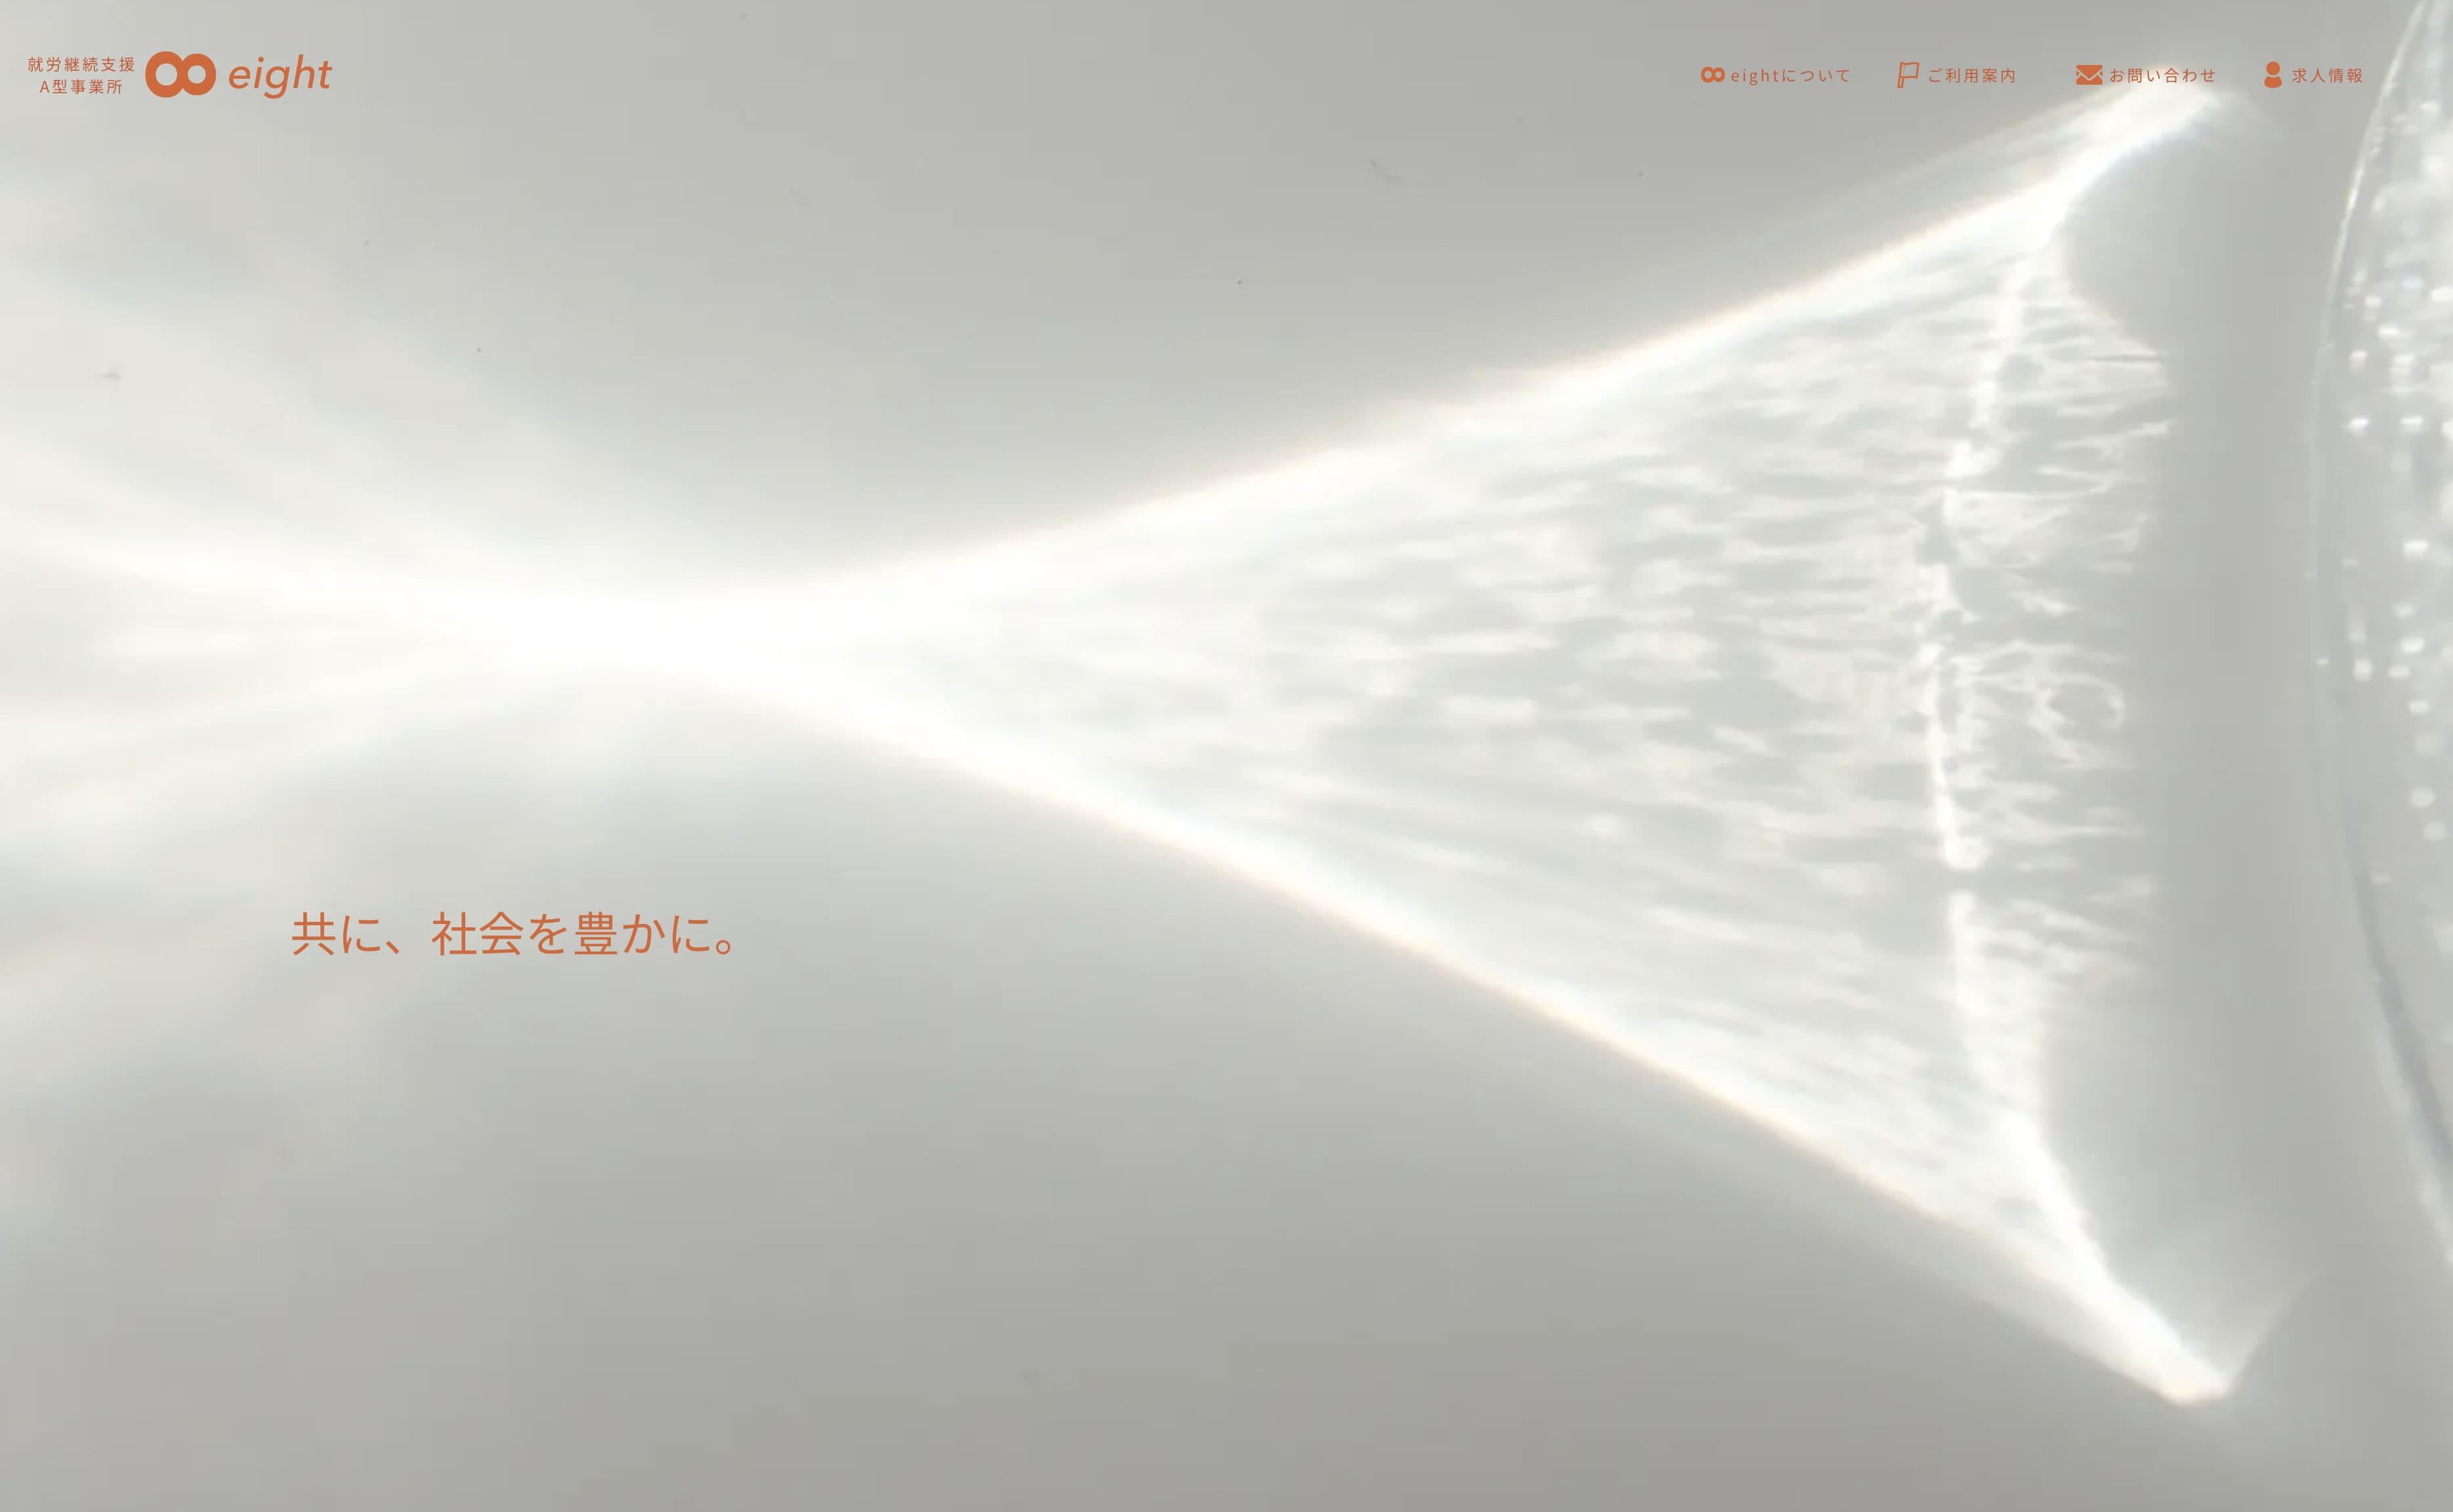 就労継続支援
A型事業所
eight
eightについて
ご利用案内
お問い合わせ
求人情報
共に、社会を豊かに。